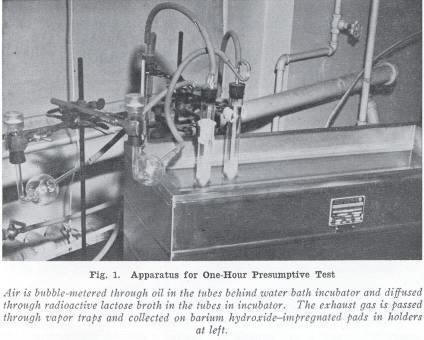 Fig. 1. Apparatus for One-Hour Presumptive Test
Air is bubble-metered through oil in the tubes behind water bath incubator and diffused
through radioactive lactose broth in the tubes in incubator. The exhaust gas is passed
through vapor traps and collected on barium hydroxide–impregnated pads in holders
at left.